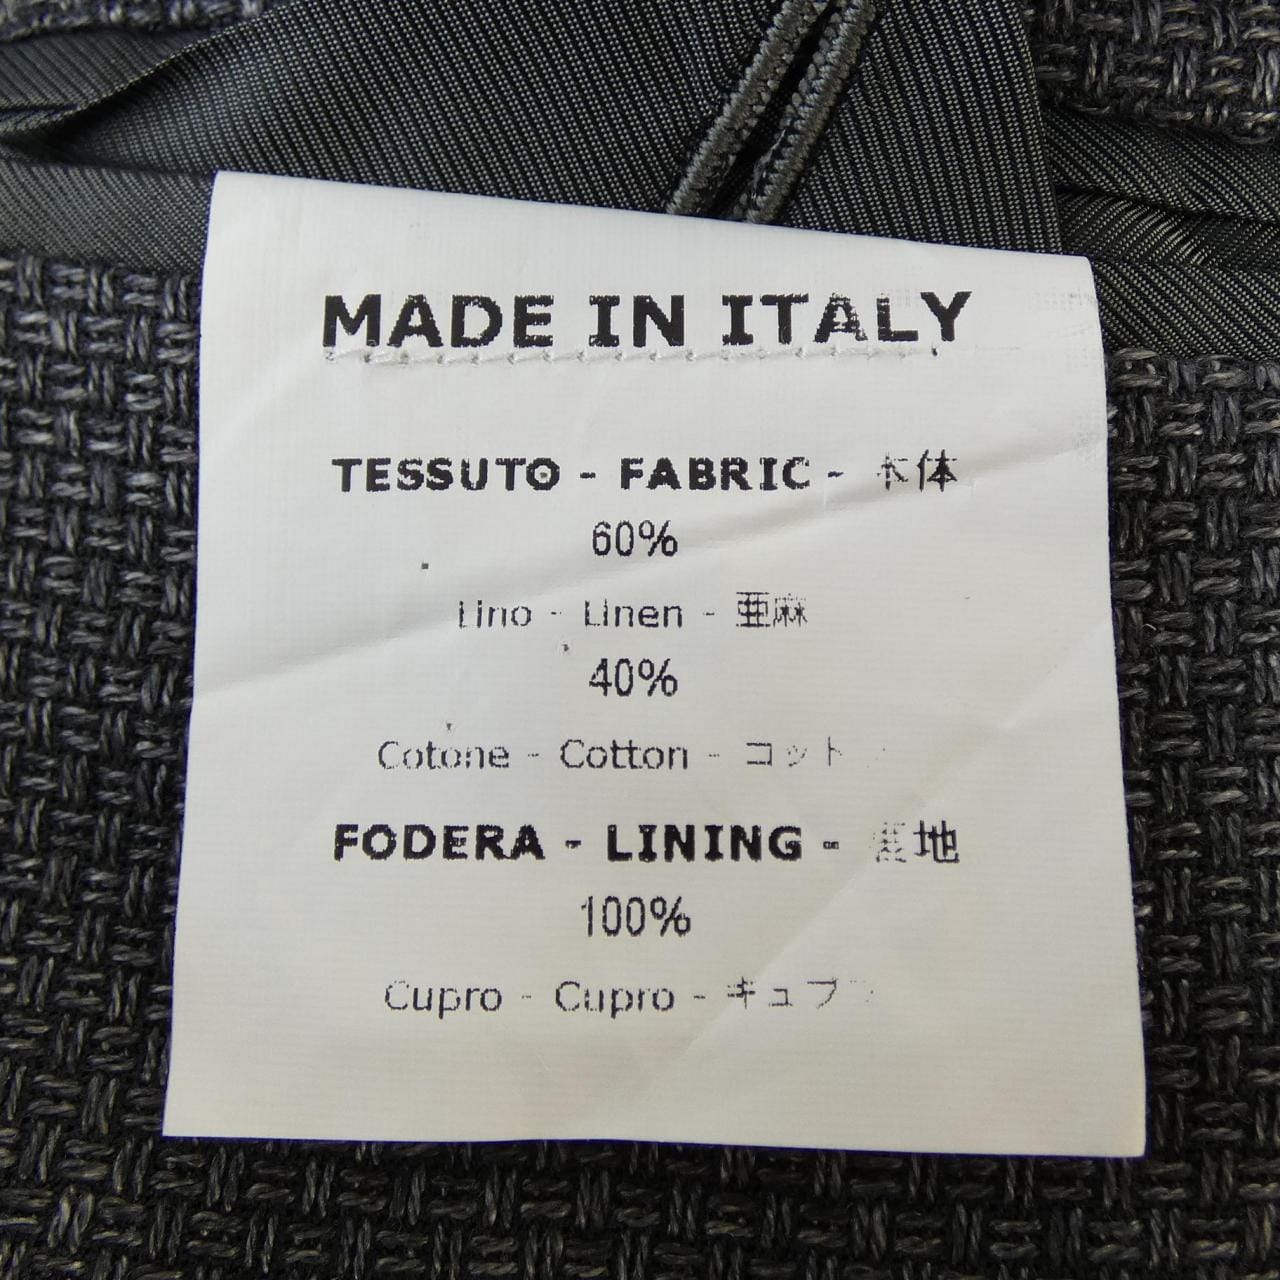 MADE IN ITALY
TESSUTO - FABRIC - 本体
60%
Lino - Linen - 亜麻
40%
Cotone - Cotton - コット
FODERA - LINING - 裏地
100%
Cupro - Cupro - キュプラ